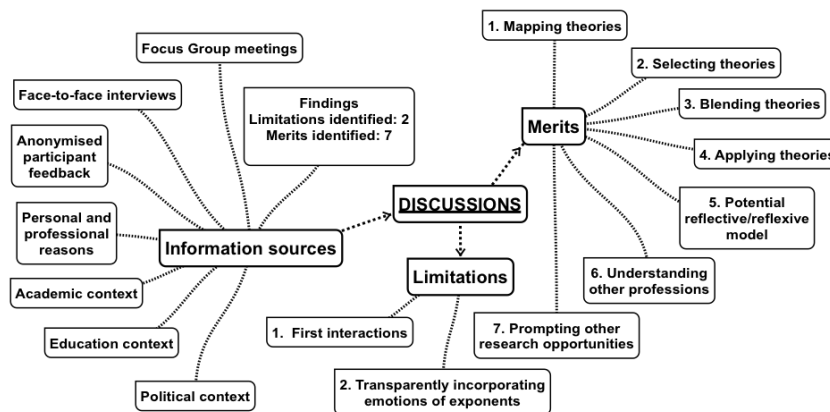 Focus Group meetings
Face-to-face interviews
Findings
Limitations identified: 2
Merits identified: 7
Anonymised
participant
feedback
Personal and
professional
reasons
Information sources
Academic context
Education context
Political context
DISCUSSIONS
Limitations
1.  First interactions
2. Transparently incorporating
emotions of exponents
Merits
1. Mapping theories
2. Selecting theories
3. Blending theories
4. Applying theories
5. Potential
reflective/reflexive
model
6. Understanding
other professions
7. Prompting other
research opportunities